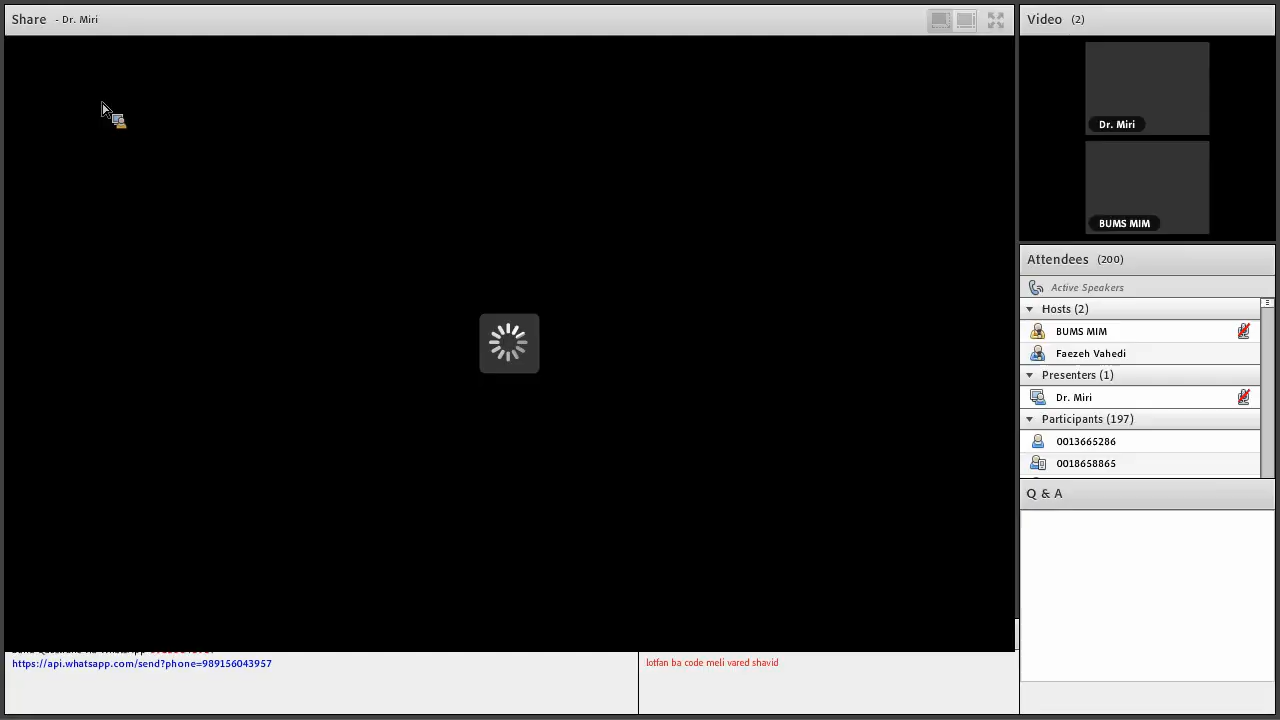 Share - Dr. Miri
Video (2)
Dr. Miri
BUMS MIM
Attendees (200)
Active Speakers
Hosts (2)
BUMS MIM
Faezeh Vahedi
Presenters (1)
Dr. Miri
Participants (197)
0013665286
0018658865
Q & A
https://api.whatsapp.com/send?phone=989156043957
lotfan ba code meli vared shavid